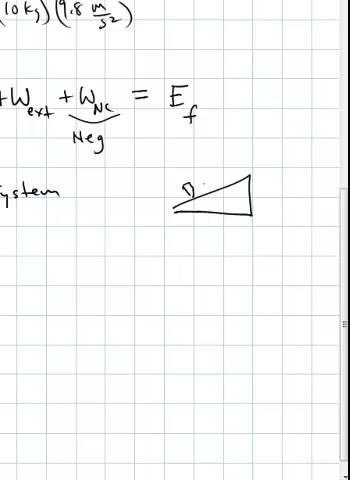 (10 kg)(9.8 m/s²)
+W_ext + W_NC = E_f
Neg
ystem